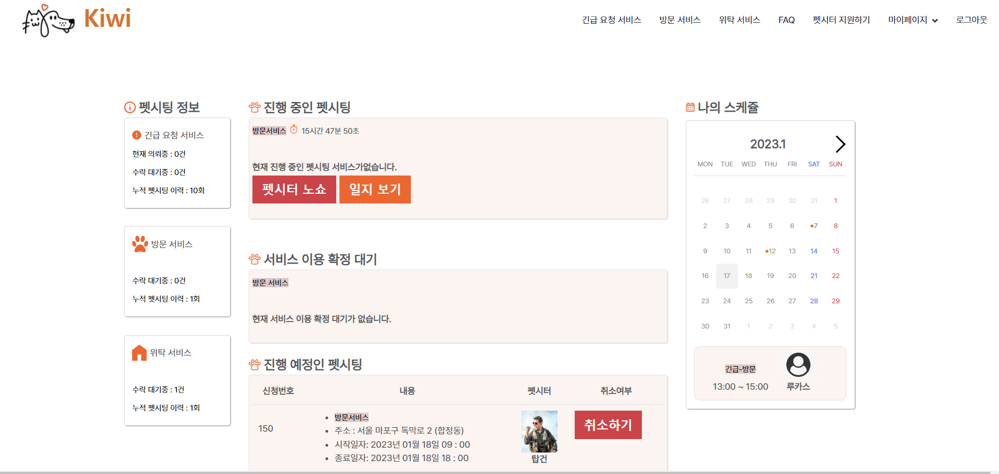 Kiwi
긴급 요청 서비스 방문 서비스 위탁 서비스 FAQ 펫시터 지원하기 마이페이지 로그아웃
펫시팅 정보
긴급 요청 서비스
현재 의뢰중 : 0건
수락 대기중 : 0건
누적 펫시팅 이력 : 10회
방문 서비스
수락 대기중 : 0건
누적 펫시팅 이력 : 1회
위탁 서비스
수락 대기중 : 1건
누적 펫시팅 이력 : 1회
진행 중인 펫시팅
방문서비스 15시간 47분 50초
현재 진행 중인 펫시팅 서비스가없습니다.
펫시터 노쇼 일지 보기
서비스 이용 확정 대기
방문 서비스
현재 서비스 이용 확정 대기가 없습니다.
진행 예정인 펫시팅
신청번호 내용 펫시터 취소여부
150
방문서비스
주소 : 서울 마포구 독막로 2 (합정동)
시작일자: 2023년 01월 18일 09 : 00
종료일자: 2023년 01월 18일 18 : 00
탑건
취소하기
나의 스케쥴
2023.1
MON TUE WED THU FRI SAT SUN
26 27 28 29 30 31 1
2 3 4 5 6 7 8
9 10 11 12 13 14 15
16 17 18 19 20 21 22
23 24 25 26 27 28 29
30 31 1 2 3 4 5
긴급-방문
13:00 ~ 15:00 루카스